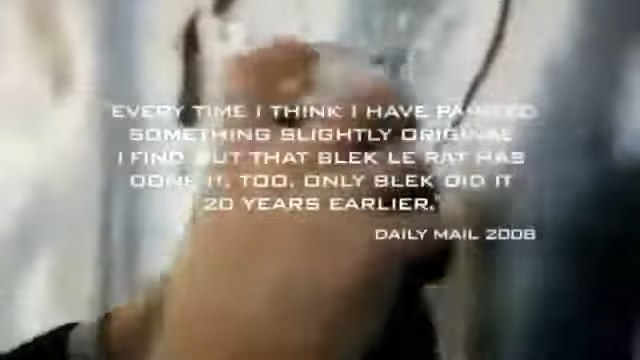 "EVERY TIME I THINK I HAVE PAINTED
SOMETHING SLIGHTLY ORIGINAL
I FIND OUT THAT BLEK LE RAT HAS
DONE IT, TOO, ONLY BLEK DID IT
20 YEARS EARLIER."
DAILY MAIL 2008